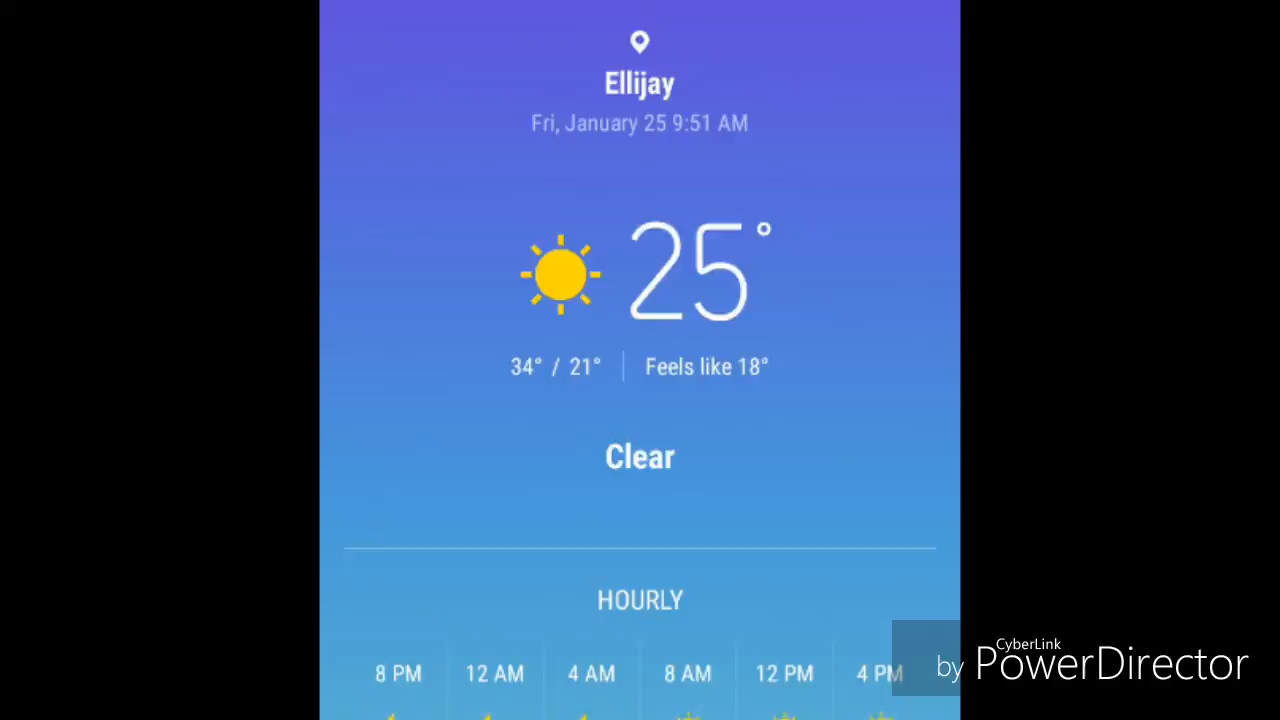 Ellijay
Fri, January 25 9:51 AM
25°
34° / 21° Feels like 18°
Clear
HOURLY
8 PM 12 AM 4 AM 8 AM 12 PM 4 PM
CyberLink
by PowerDirector